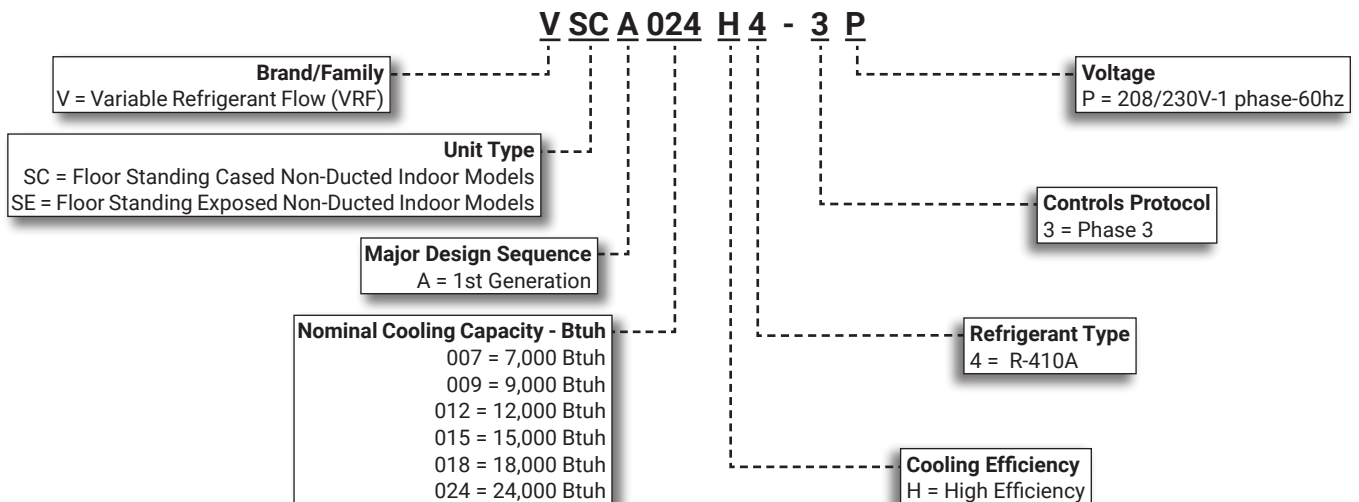 V SC A 024 H 4 - 3 P
Brand/Family
V = Variable Refrigerant Flow (VRF)
Voltage
P = 208/230V-1 phase-60hz
Unit Type
SC = Floor Standing Cased Non-Ducted Indoor Models
SE = Floor Standing Exposed Non-Ducted Indoor Models
Controls Protocol
3 = Phase 3
Major Design Sequence
A = 1st Generation
Nominal Cooling Capacity - Btuh
007 = 7,000 Btuh
009 = 9,000 Btuh
012 = 12,000 Btuh
015 = 15,000 Btuh
018 = 18,000 Btuh
024 = 24,000 Btuh
Refrigerant Type
4 = R-410A
Cooling Efficiency
H = High Efficiency